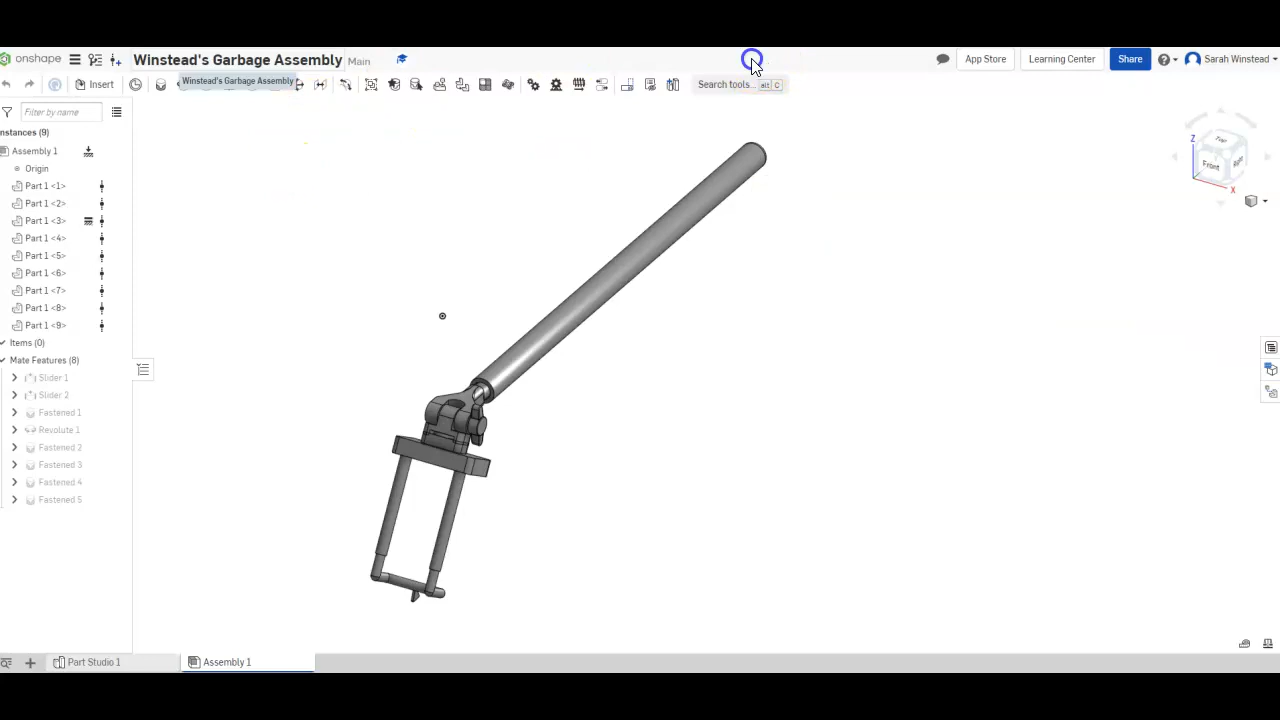 onshape Winstead's Garbage Assembly Main App Store Learning Center Share Sarah Winstead
Winstead's Garbage Assembly
Insert Search tools... alt C
Filter by name
nstances (9)
Assembly 1
Origin
Part 1 <1>
Part 1 <2>
Part 1 <3>
Part 1 <4>
Part 1 <5>
Part 1 <6>
Part 1 <7>
Part 1 <8>
Part 1 <9>
Items (0)
Mate Features (8)
Slider 1
Slider 2
Fastened 1
Revolute 1
Fastened 2
Fastened 3
Fastened 4
Fastened 5
Z
Top
Front Right
X
Part Studio 1 Assembly 1